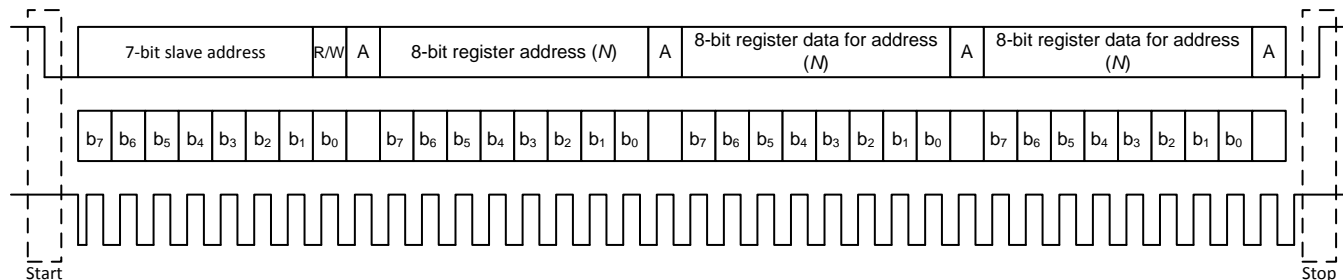 7-bit slave address R/W A 8-bit register address (N) A 8-bit register data for address (N) A 8-bit register data for address (N) A
b7 b6 b5 b4 b3 b2 b1 b0 b7 b6 b5 b4 b3 b2 b1 b0 b7 b6 b5 b4 b3 b2 b1 b0 b7 b6 b5 b4 b3 b2 b1 b0
Start Stop